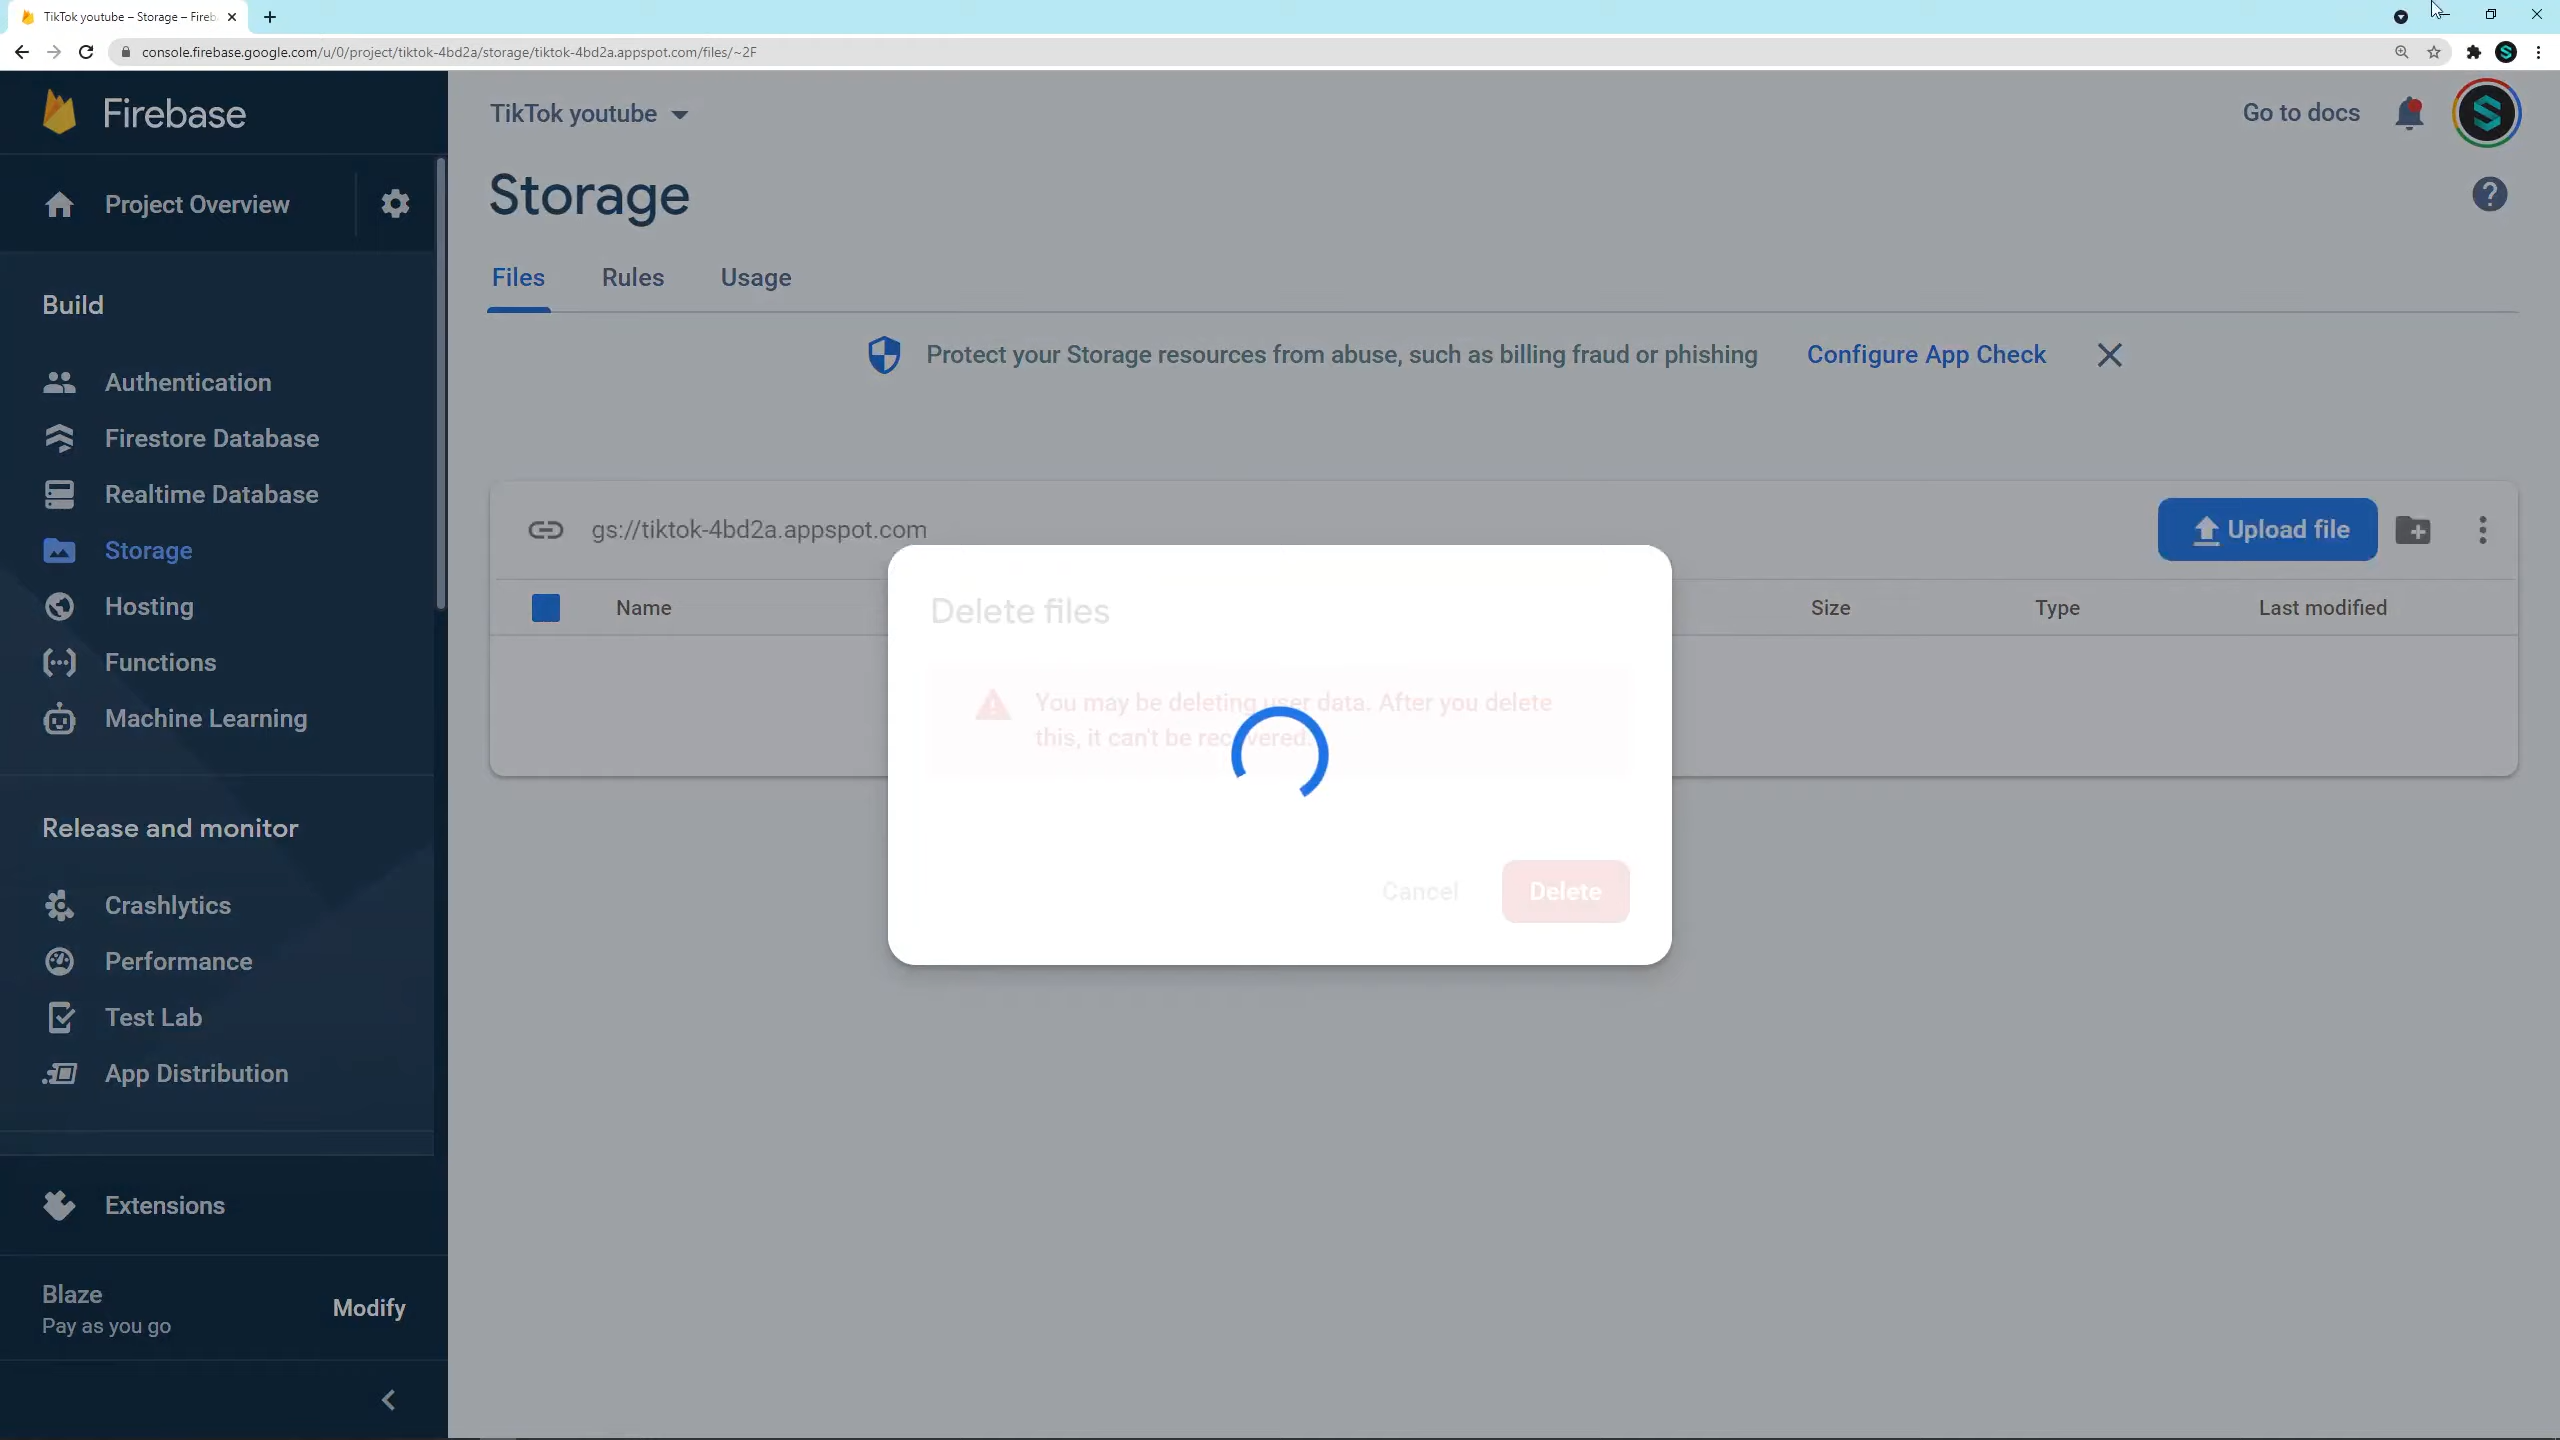 TikTok youtube – Storage – Fireb
console.firebase.google.com/u/0/project/tiktok-4bd2a/storage/tiktok-4bd2a.appspot.com/files/~2F
Firebase
Project Overview
Build
Authentication
Firestore Database
Realtime Database
Storage
Hosting
Functions
Machine Learning
Release and monitor
Crashlytics
Performance
Test Lab
App Distribution
Extensions
Blaze
Pay as you go
Modify
TikTok youtube
Go to docs
Storage
Files Rules Usage
Protect your Storage resources from abuse, such as billing fraud or phishing Configure App Check
gs://tiktok-4bd2a.appspot.com
Upload file
Name Size Type Last modified
Delete files
You may be deleting user data. After you delete
this, it can't be recovered.
Cancel Delete